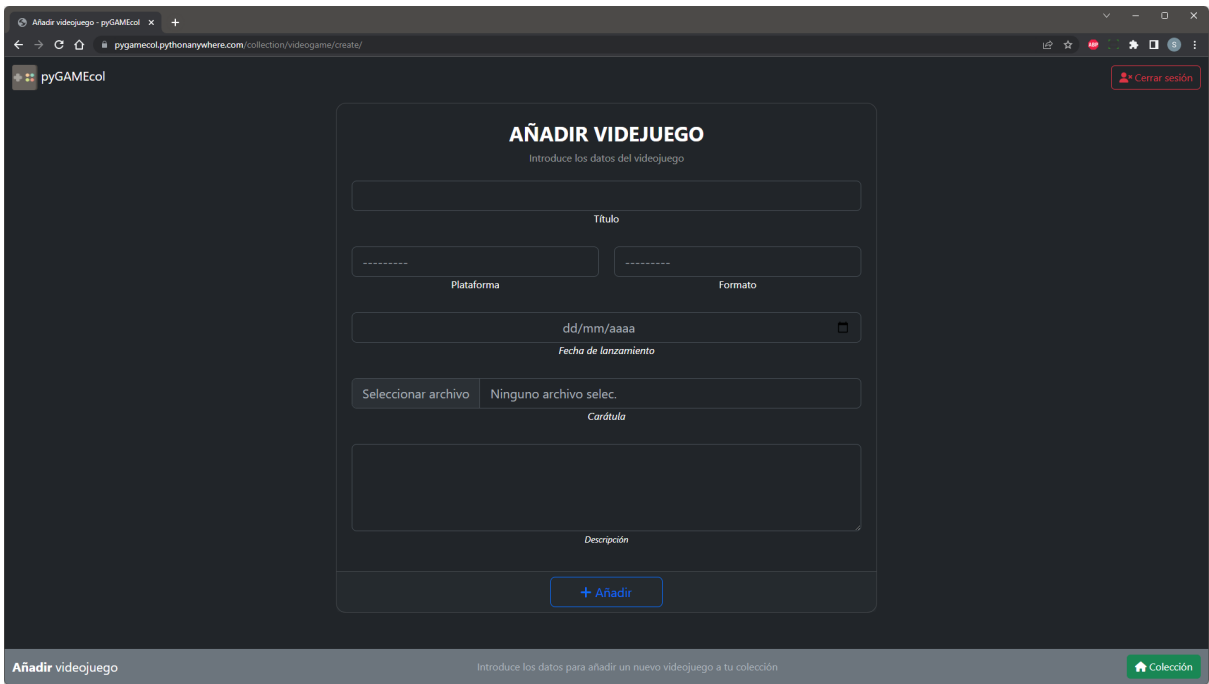 Añadir videojuego - pyGAMEcol
pygamecol.pythonanywhere.com/collection/videogame/create/
ABP
S
pyGAMEcol
Cerrar sesión
AÑADIR VIDEJUEGO
Introduce los datos del videojuego
Título
--------- ---------
Plataforma Formato
dd/mm/aaaa
Fecha de lanzamiento
Seleccionar archivo Ninguno archivo selec.
Carátula
Descripción
+ Añadir
Añadir videojuego Introduce los datos para añadir un nuevo videojuego a tu colección Colección